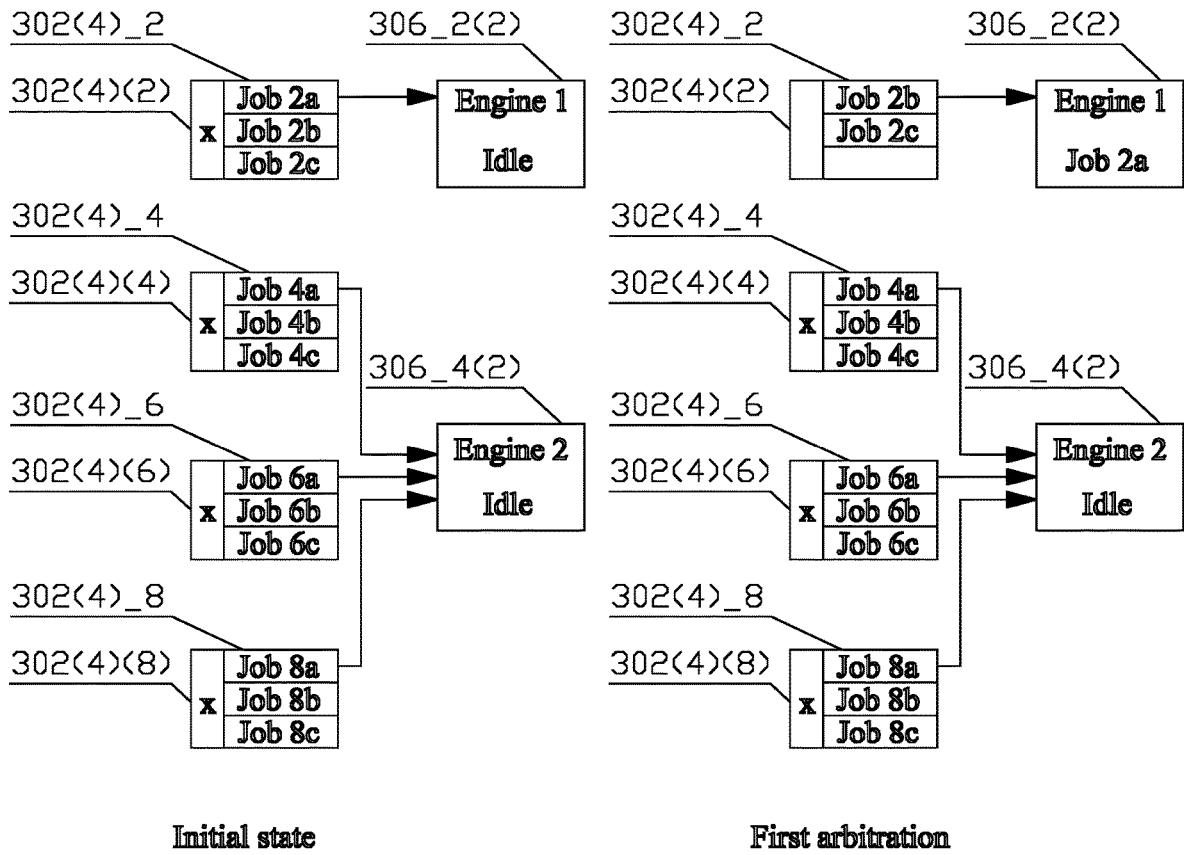 302(4)_2
306_2(2)
302(4)(2)
x
Job 2a
Job 2b
Job 2c
Engine 1
Idle
302(4)_4
302(4)(4)
x
Job 4a
Job 4b
Job 4c
306_4(2)
302(4)_6
302(4)(6)
x
Job 6a
Job 6b
Job 6c
Engine 2
Idle
302(4)_8
302(4)(8)
x
Job 8a
Job 8b
Job 8c
Initial state
302(4)_2
306_2(2)
302(4)(2)
Job 2b
Job 2c
Engine 1
Job 2a
302(4)_4
302(4)(4)
x
Job 4a
Job 4b
Job 4c
306_4(2)
302(4)_6
302(4)(6)
x
Job 6a
Job 6b
Job 6c
Engine 2
Idle
302(4)_8
302(4)(8)
x
Job 8a
Job 8b
Job 8c
First arbitration